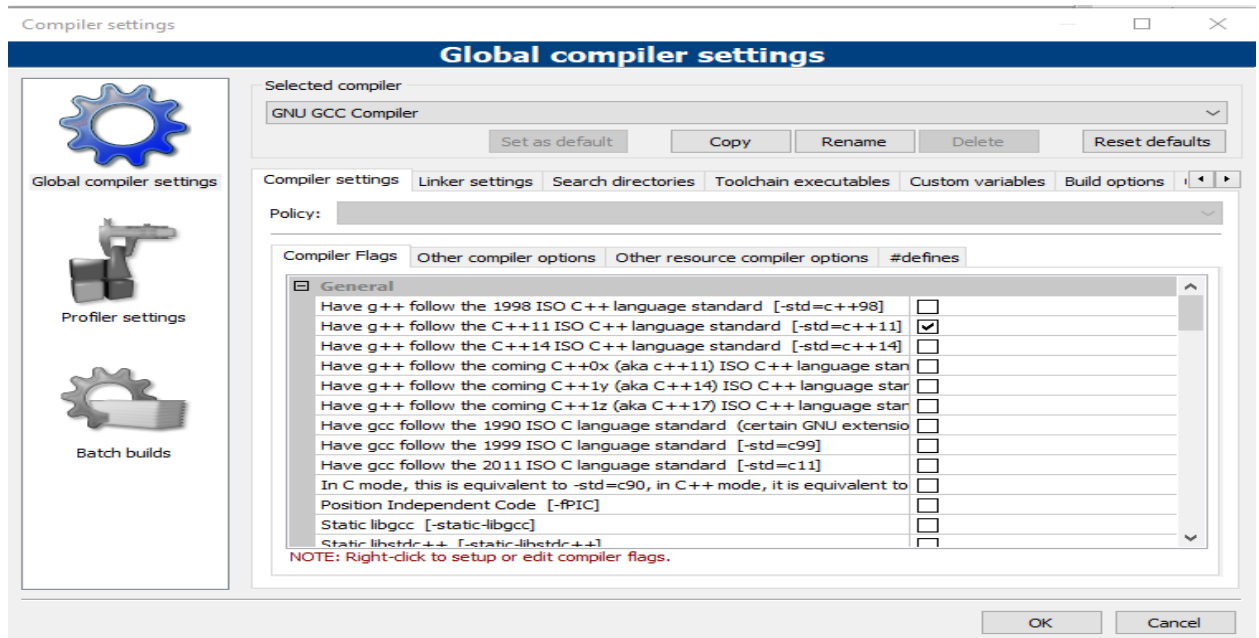 Compiler settings
Global compiler settings
Global compiler settings
Profiler settings
Batch builds
Selected compiler
GNU GCC Compiler
Set as default Copy Rename Delete Reset defaults
Compiler settings Linker settings Search directories Toolchain executables Custom variables Build options
Policy:
Compiler Flags Other compiler options Other resource compiler options #defines
General
Have g++ follow the 1998 ISO C++ language standard [-std=c++98]
Have g++ follow the C++11 ISO C++ language standard [-std=c++11]
Have g++ follow the C++14 ISO C++ language standard [-std=c++14]
Have g++ follow the coming C++0x (aka c++11) ISO C++ language stan
Have g++ follow the coming C++1y (aka C++14) ISO C++ language star
Have g++ follow the coming C++1z (aka C++17) ISO C++ language star
Have gcc follow the 1990 ISO C language standard (certain GNU extensio
Have gcc follow the 1999 ISO C language standard [-std=c99]
Have gcc follow the 2011 ISO C language standard [-std=c11]
In C mode, this is equivalent to -std=c90, in C++ mode, it is equivalent to
Position Independent Code [-fPIC]
Static libgcc [-static-libgcc]
Static libstdc++ [-static-libstdc++]
NOTE: Right-click to setup or edit compiler flags.
OK Cancel